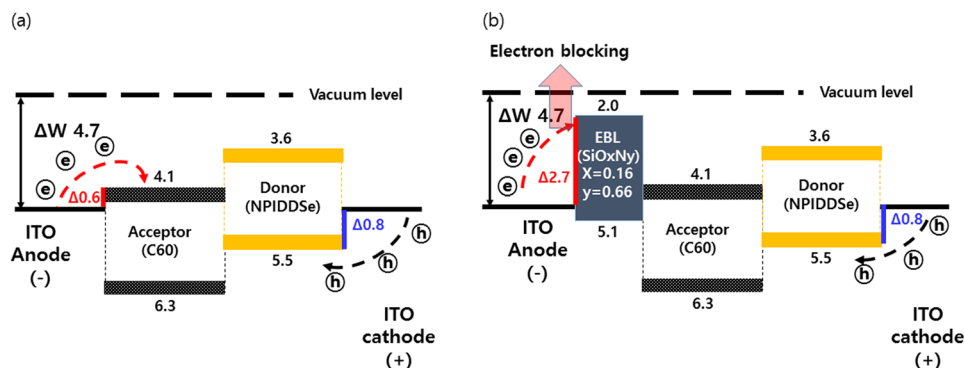 (a)
Vacuum level
ΔW 4.7
e
e
e
e
Δ0.6
4.1
3.6
Donor
(NPIDDSe)
Acceptor
(C60)
5.5
6.3
Δ0.8
h
h
h
ITO
Anode
(-)
ITO
cathode
(+)
(b)
Electron blocking
Vacuum level
ΔW 4.7
e
e
e
e
Δ2.7
2.0
EBL
(SiOxNy)
X=0.16
y=0.66
5.1
4.1
3.6
Donor
(NPIDDSe)
Acceptor
(C60)
5.5
6.3
Δ0.8
h
h
h
ITO
Anode
(-)
ITO
cathode
(+)